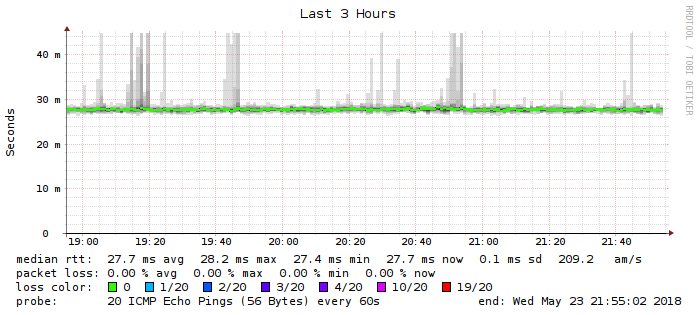 Last 3 Hours
RRDTOOL / TOBI OETIKER
Seconds
40 m
30 m
20 m
10 m
0
19:00 19:20 19:40 20:00 20:20 20:40 21:00 21:20 21:40
median rtt: 27.7 ms avg 28.2 ms max 27.4 ms min 27.7 ms now 0.1 ms sd 209.2 am/s
packet loss: 0.00 % avg 0.00 % max 0.00 % min 0.00 % now
loss color: 0 1/20 2/20 3/20 4/20 10/20 19/20
probe: 20 ICMP Echo Pings (56 Bytes) every 60s end: Wed May 23 21:55:02 2018